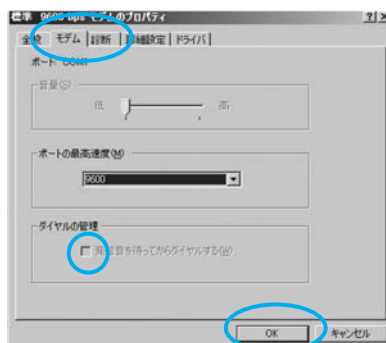 標準 9600 bps モデムのプロパティ
全般 モデム 診断 詳細設定 ドライバ
ポート: COM1
音量(S)
低 高
ポートの最高速度(M)
9600
ダイヤルの管理
発信音を待ってからダイヤルする(W)
OK キャンセル